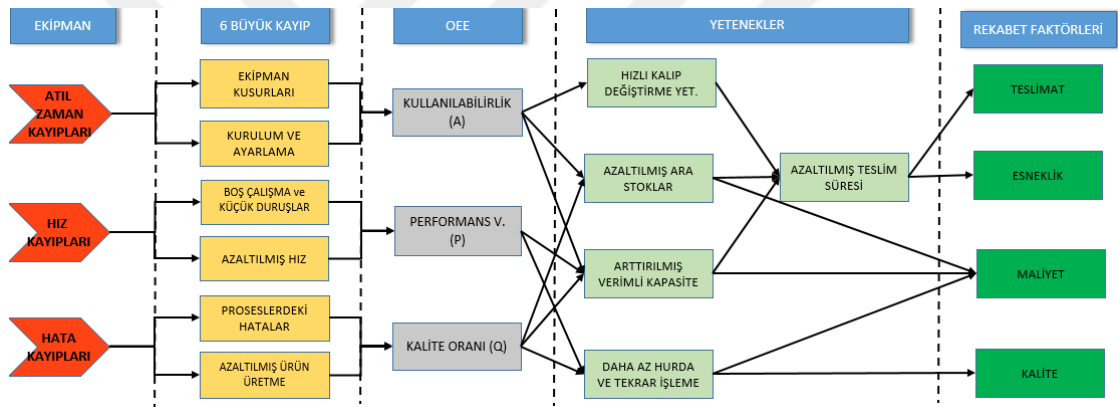 EKİPMAN
6 BÜYÜK KAYIP
OEE
YETENEKLER
REKABET FAKTÖRLERİ
ATIL
ZAMAN
KAYIPLARI
HIZ
KAYIPLARI
HATA
KAYIPLARI
EKİPMAN
KUSURLARI
KURULUM VE
AYARLAMA
BOŞ ÇALIŞMA ve
KÜÇÜK DURUŞLAR
AZALTILMIŞ HIZ
PROSESLERDEKİ
HATALAR
AZALTILMIŞ ÜRÜN
ÜRETME
KULLANILABİLİRLİK
(A)
PERFORMANS V.
(P)
KALİTE ORANI (Q)
HIZLI KALIP
DEĞİŞTİRME YET.
AZALTILMIŞ ARA
STOKLAR
ARTTIRILMIŞ
VERİMLİ KAPASİTE
DAHA AZ HURDA
VE TEKRAR İŞLEME
AZALTILMIŞ TESLİM
SÜRESİ
TESLİMAT
ESNEKLİK
MALİYET
KALİTE